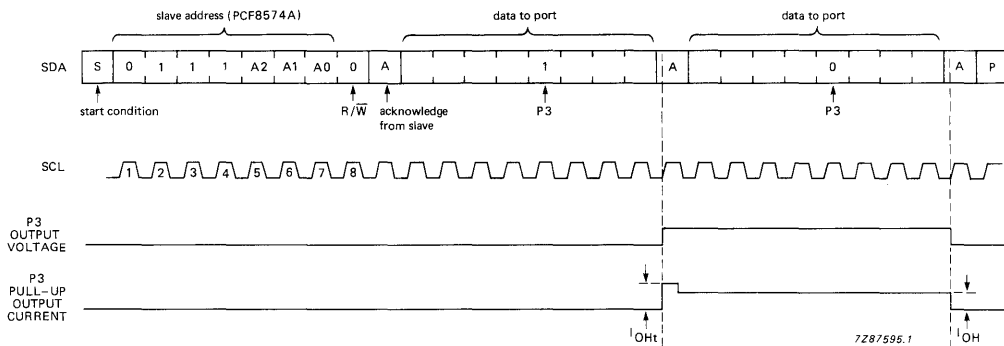 slave address (PCF8574A) data to port data to port
SDA S 0 1 1 1 A2 A1 A0 0 A 1 A 0 A P
start condition R/W acknowledge from slave P3 P3
SCL 1 2 3 4 5 6 7 8
P3
OUTPUT
VOLTAGE
P3
PULL-UP
OUTPUT
CURRENT
IOHt IOH
7Z87595.1